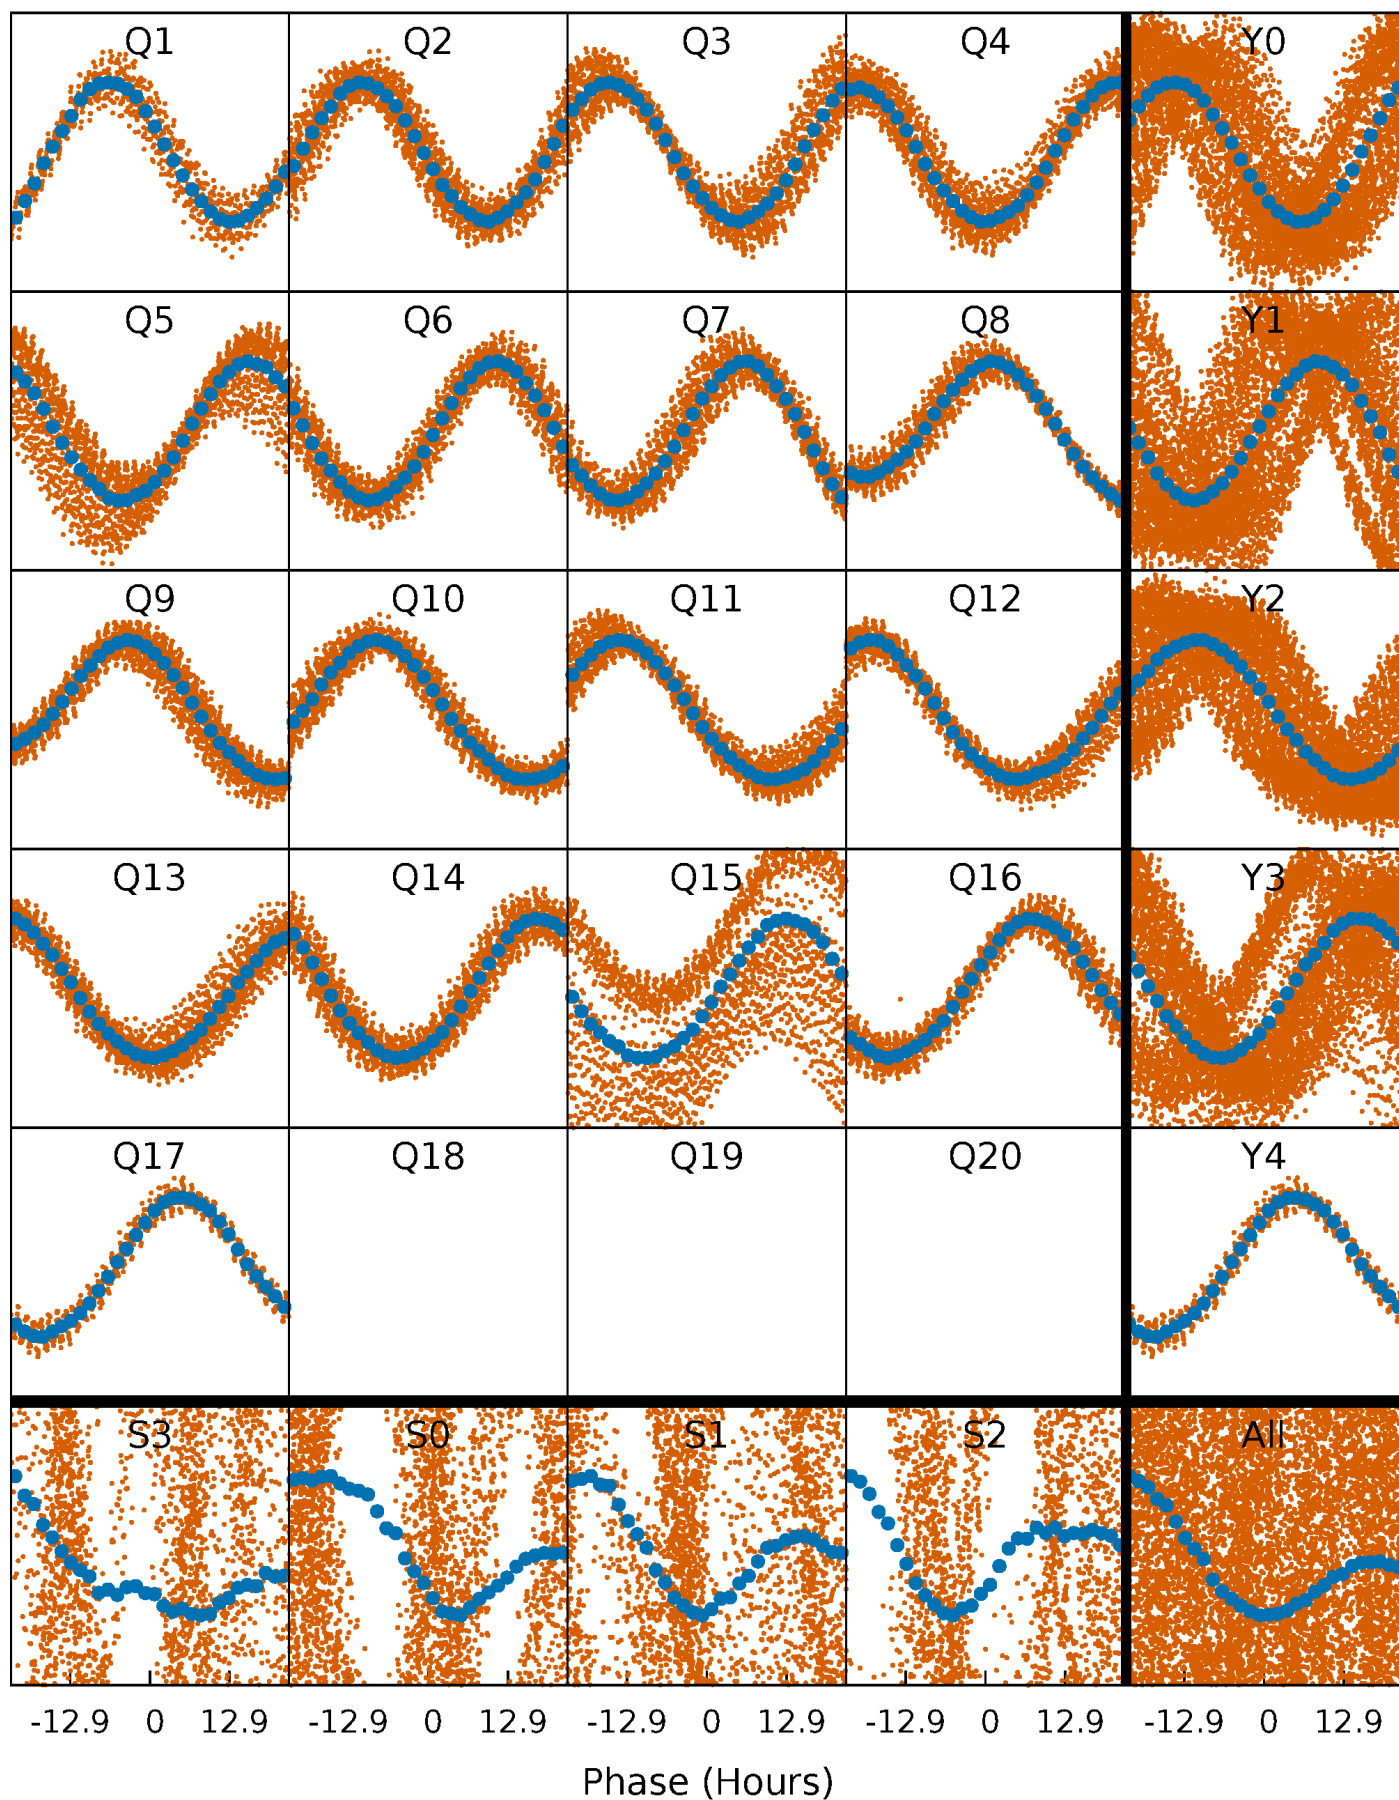 Q1 Q2 Q3 Q4 Y0
Q5 Q6 Q7 Q8 Y1
Q9 Q10 Q11 Q12 Y2
Q13 Q14 Q15 Q16 Y3
Q17 Q18 Q19 Q20 Y4
S3 S0 S1 S2 All
-12.9 0 12.9 -12.9 0 12.9 -12.9 0 12.9 -12.9 0 12.9 -12.9 0 12.9
Phase (Hours)